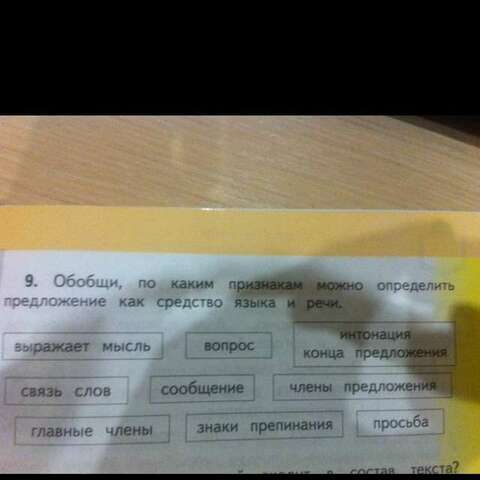 9. Обобщи, по каким признакам можно определить
предложение как средство языка и речи.
выражает мысль вопрос интонация
конца предложения
связь слов сообщение члены предложения
главные члены знаки препинания просьба
входит в состав текста?